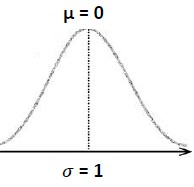 μ = 0
σ = 1